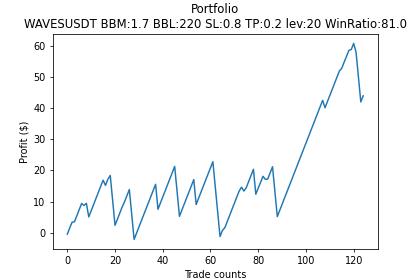 Portfolio
WAVESUSDT BBM:1.7 BBL:220 SL:0.8 TP:0.2 lev:20 WinRatio:81.0
Profit ($)
60
50
40
30
20
10
0
0 20 40 60 80 100 120
Trade counts